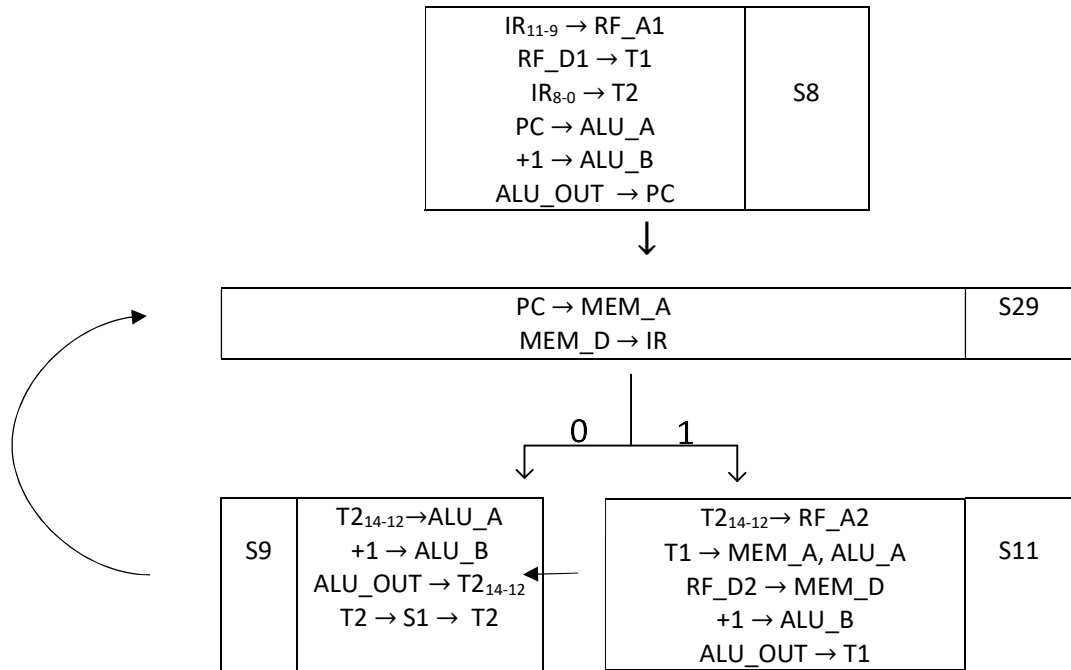 IR11-9 → RF_A1
RF_D1 → T1
IR8-0 → T2
PC → ALU_A
+1 → ALU_B
ALU_OUT → PC
S8
PC → MEM_A
MEM_D → IR
S29
0
1
S9
T214-12→ALU_A
+1 → ALU_B
ALU_OUT → T214-12
T2 → S1 → T2
T214-12→ RF_A2
T1 → MEM_A, ALU_A
RF_D2 → MEM_D
+1 → ALU_B
ALU_OUT → T1
S11